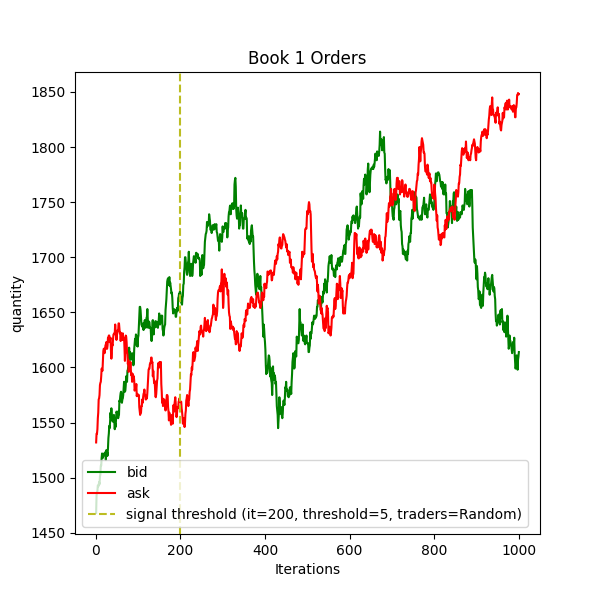 Book 1 Orders
quantity
1850
1800
1750
1700
1650
1600
1550
1500
1450
bid
ask
signal threshold (it=200, threshold=5, traders=Random)
0 200 400 600 800 1000
Iterations